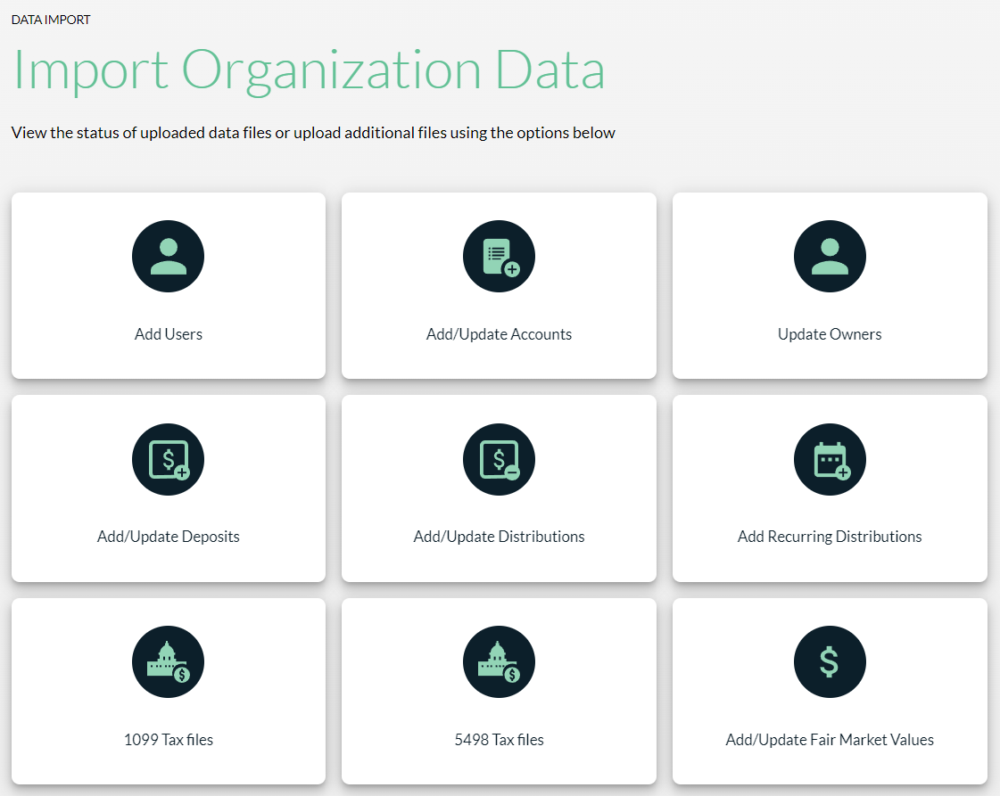 DATA IMPORT
Import Organization Data
View the status of uploaded data files or upload additional files using the options below
Add Users
Add/Update Accounts
Update Owners
Add/Update Deposits
Add/Update Distributions
Add Recurring Distributions
1099 Tax files
5498 Tax files
Add/Update Fair Market Values